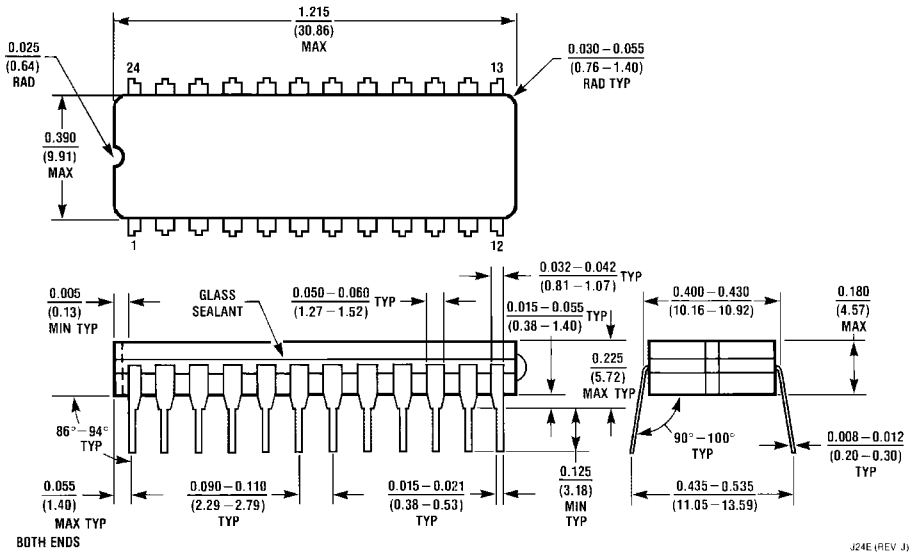 1.215
(30.86)
MAX
0.025
(0.64)
RAD
24
13
0.030–0.055
(0.76–1.40)
RAD TYP
0.390
(9.91)
MAX
1
12
0.005
(0.13)
MIN TYP
GLASS
SEALANT
0.050–0.060
(1.27–1.52)
TYP
0.032–0.042
(0.81–1.07)
TYP
0.015–0.055
(0.38–1.40)
TYP
0.400–0.430
(10.16–10.92)
0.180
(4.57)
MAX
0.225
(5.72)
MAX TYP
86°–94°
TYP
90°–100°
TYP
0.008–0.012
(0.20–0.30)
TYP
0.055
(1.40)
MAX TYP
BOTH ENDS
0.090–0.110
(2.29–2.79)
TYP
0.015–0.021
(0.38–0.53)
TYP
0.125
(3.18)
MIN
TYP
0.435–0.535
(11.05–13.59)
J24E (REV J)